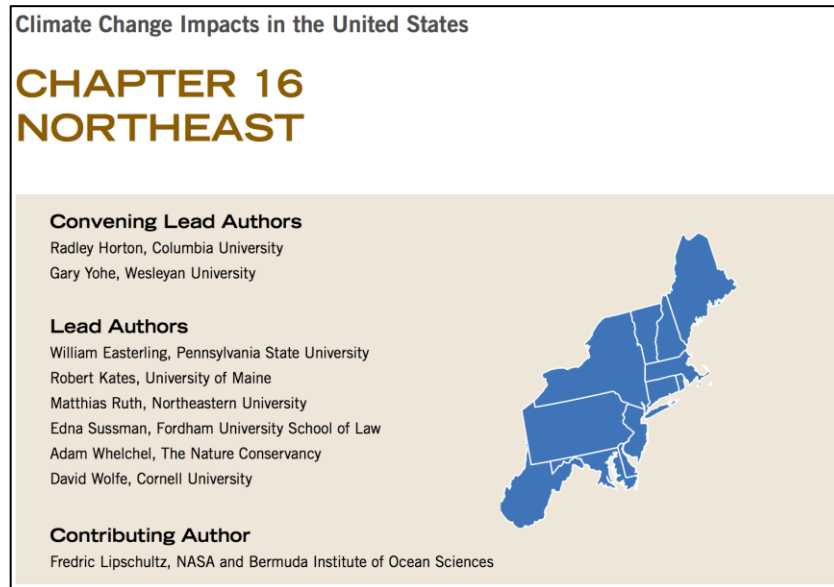 Climate Change Impacts in the United States
CHAPTER 16
NORTHEAST
Convening Lead Authors
Radley Horton, Columbia University
Gary Yohe, Wesleyan University
Lead Authors
William Easterling, Pennsylvania State University
Robert Kates, University of Maine
Matthias Ruth, Northeastern University
Edna Sussman, Fordham University School of Law
Adam Whelchel, The Nature Conservancy
David Wolfe, Cornell University
Contributing Author
Fredric Lipschultz, NASA and Bermuda Institute of Ocean Sciences